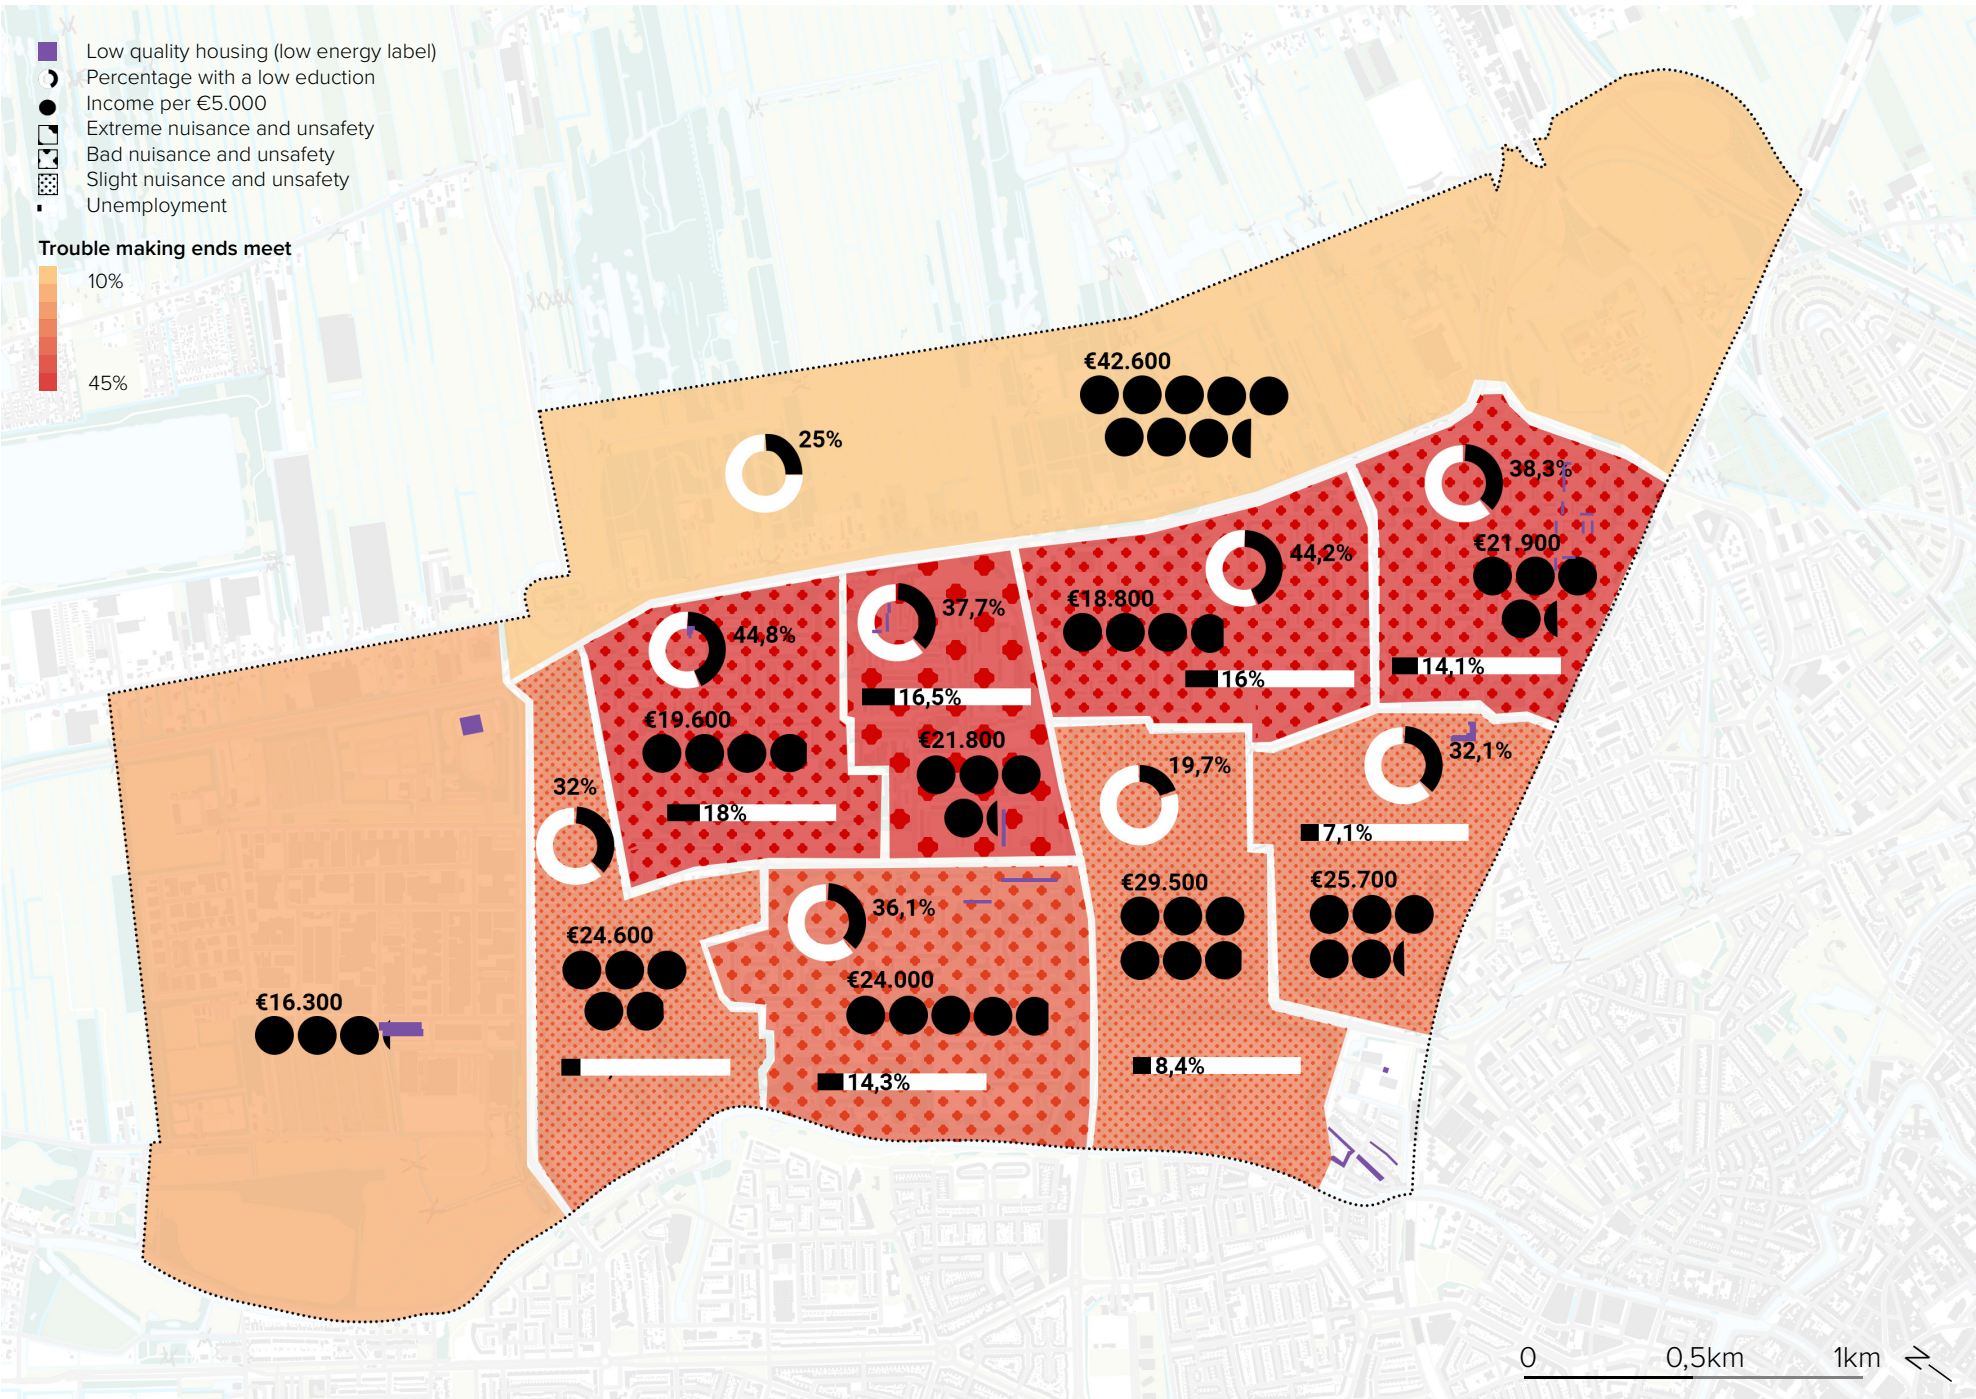 Low quality housing (low energy label)
Percentage with a low eduction
Income per €5.000
Extreme nuisance and unsafety
Bad nuisance and unsafety
Slight nuisance and unsafety
Unemployment
Trouble making ends meet
10%
45%
€42.600
25%
38,3%
€21.900
14,1%
44,2%
€18.800
16%
37,7%
16,5%
€21.800
44,8%
€19.600
18%
32%
€24.600
19,7%
€29.500
8,4%
32,1%
7,1%
€25.700
36,1%
€24.000
14,3%
€16.300
0
0,5km
1km
N